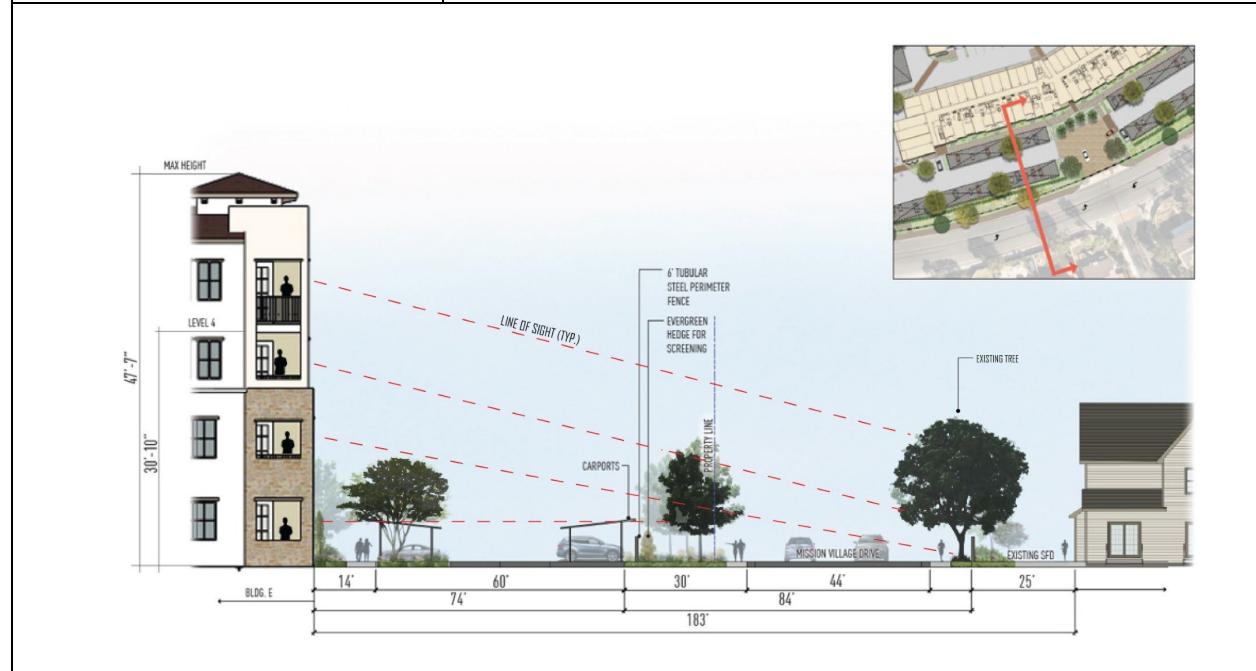 MAX HEIGHT
6' TUBULAR
STEEL PERIMETER
FENCE
LINE OF SIGHT (TYP.)
LEVEL 4
EVERGREEN
HEDGE FOR
SCREENING
EXISTING TREE
47'-7"
30'-10"
PROPERTY LINE
CARPORTS
MISSION VILLAGE DRIVE
EXISTING SFD
14'
60'
30'
44'
25'
BLDG. E
74'
84'
183'